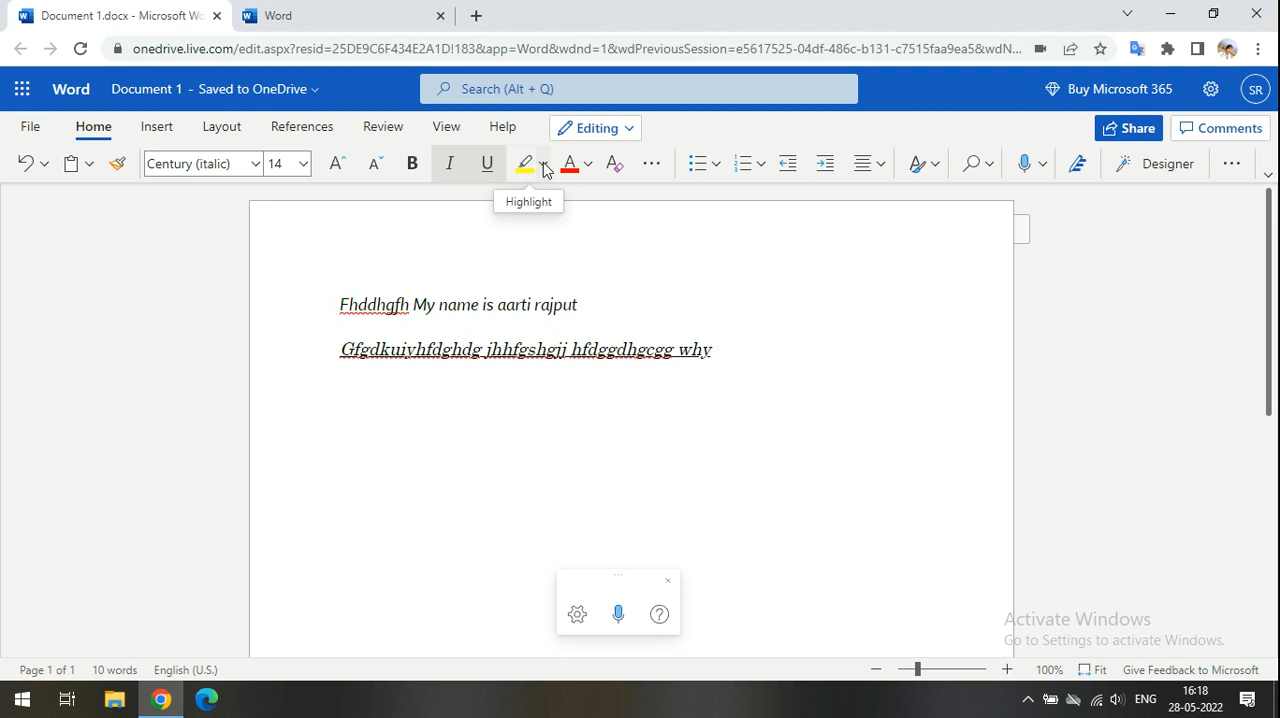 Document 1.docx - Microsoft Wo
Word
onedrive.live.com/edit.aspx?resid=25DE9C6F434E2A1D!183&app=Word&wdnd=1&wdPreviousSession=e5617525-04df-486c-b131-c7515faa9ea5&wdN...
Word Document 1 - Saved to OneDrive Search (Alt + Q) Buy Microsoft 365 SR
File Home Insert Layout References Review View Help Editing Share Comments
Century (italic) 14 B I U A Designer
Highlight
Fhddhgfh My name is aarti rajput
Gfgdkuiyhfdghdg jhhfgshgjj hfdggdhgcgg why
Activate Windows
Go to Settings to activate Windows.
Page 1 of 1 10 words English (U.S.) 100% Fit Give Feedback to Microsoft
ENG 16:18
28-05-2022